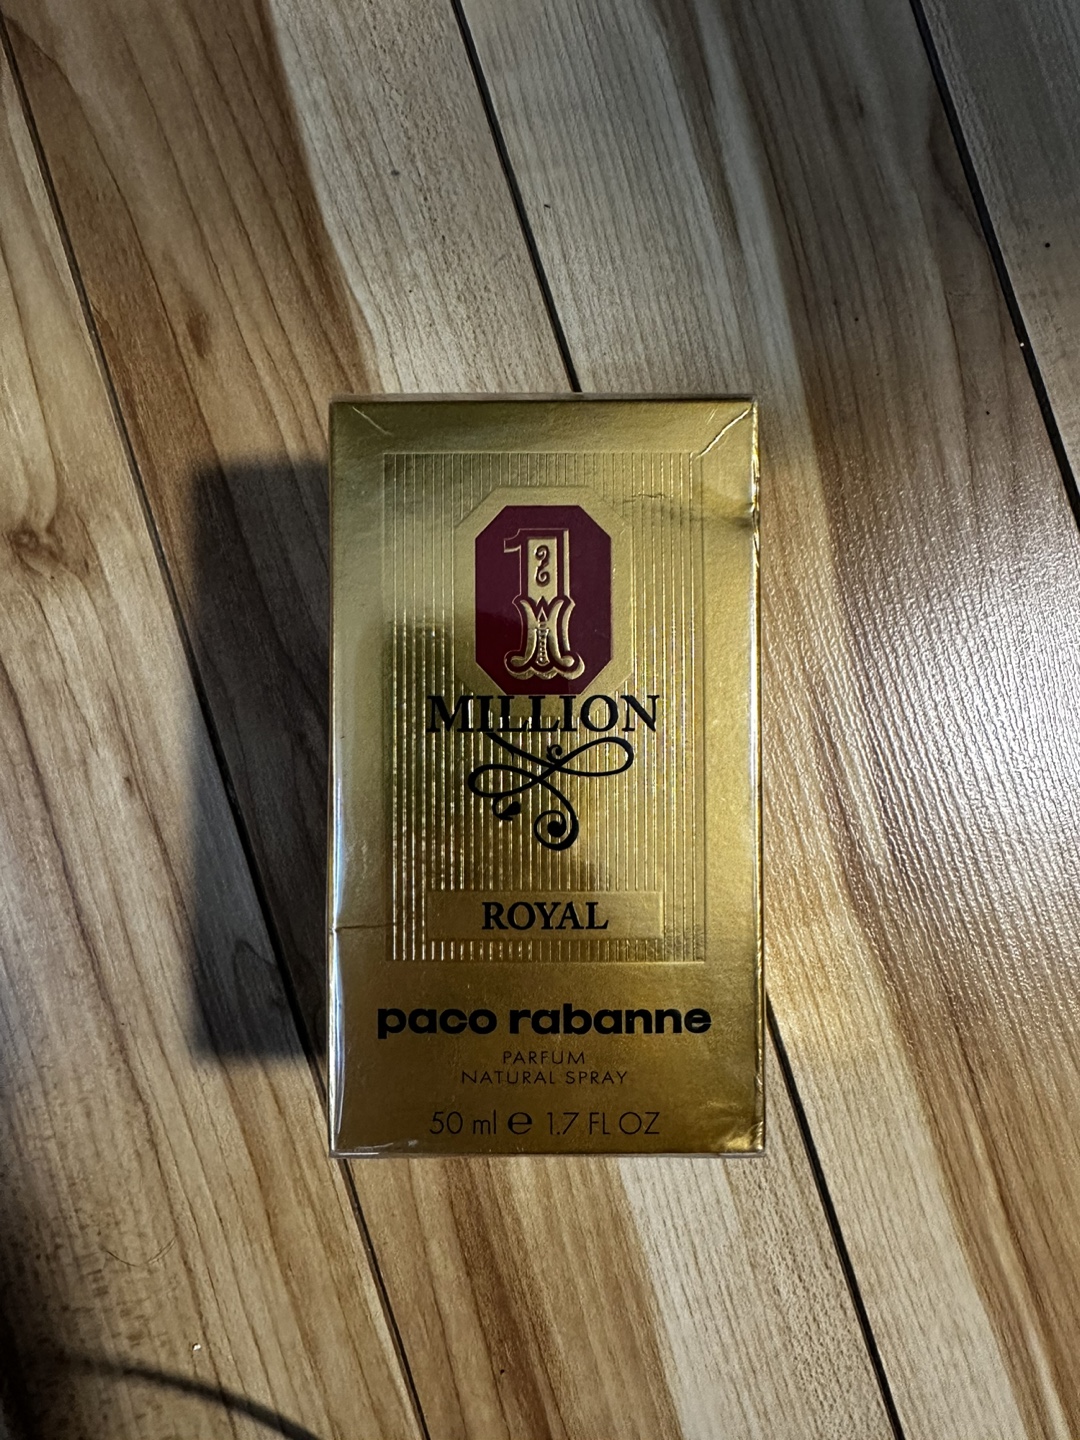 1
MILLION
ROYAL
paco rabanne
PARFUM
NATURAL SPRAY
50 ml ℮ 1.7 FL OZ